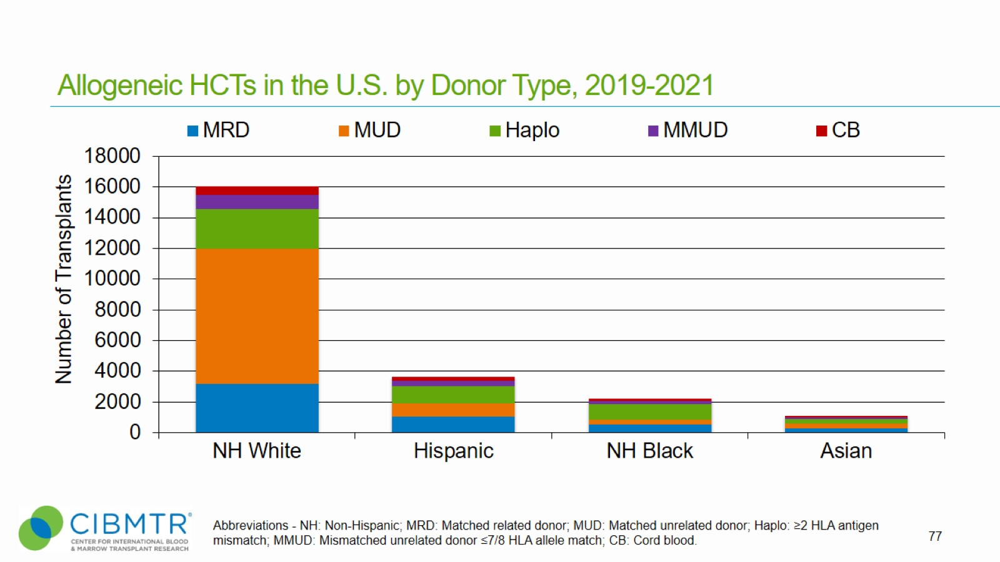 Allogeneic HCTs in the U.S. by Donor Type, 2019-2021
MRD MUD Haplo MMUD CB
Number of Transplants
18000
16000
14000
12000
10000
8000
6000
4000
2000
0
NH White Hispanic NH Black Asian
CIBMTR®
CENTER FOR INTERNATIONAL BLOOD
& MARROW TRANSPLANT RESEARCH
Abbreviations - NH: Non-Hispanic; MRD: Matched related donor; MUD: Matched unrelated donor; Haplo: ≥2 HLA antigen
mismatch; MMUD: Mismatched unrelated donor ≤7/8 HLA allele match; CB: Cord blood.
77